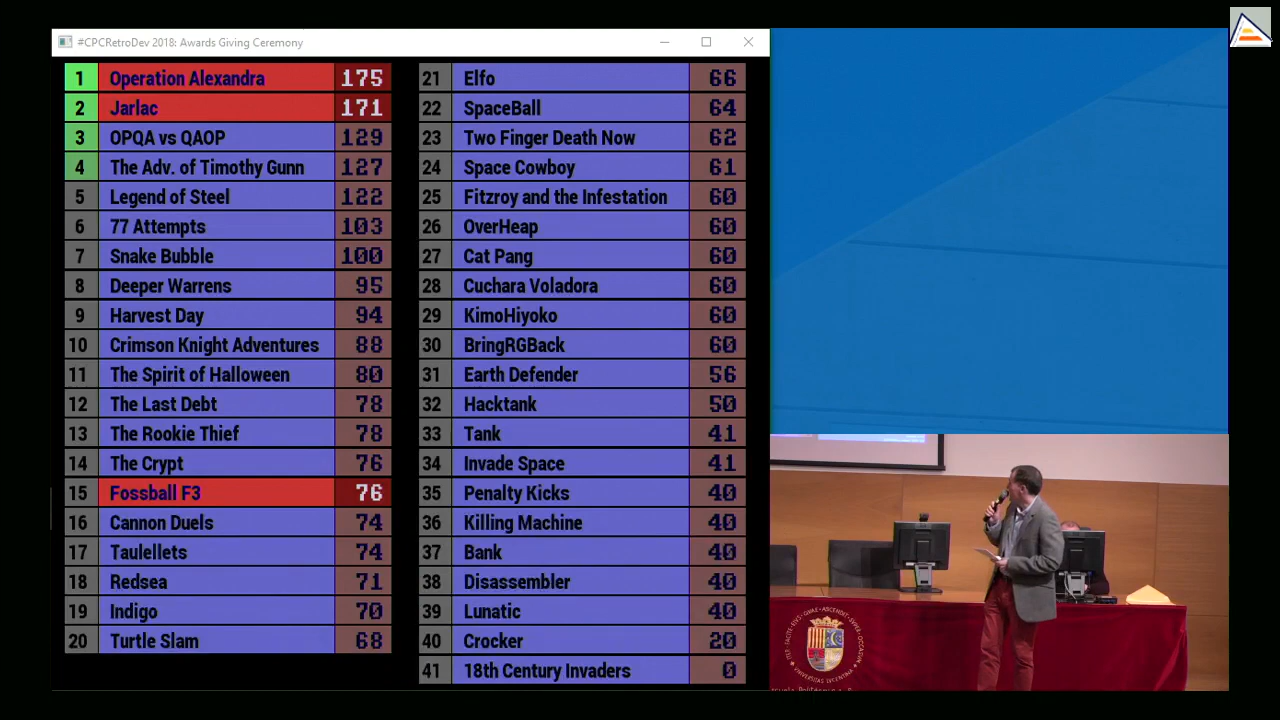 #CPCRetroDev 2018: Awards Giving Ceremony
1 Operation Alexandra 175
2 Jarlac 171
3 OPQA vs QAOP 129
4 The Adv. of Timothy Gunn 127
5 Legend of Steel 122
6 77 Attempts 103
7 Snake Bubble 100
8 Deeper Warrens 95
9 Harvest Day 94
10 Crimson Knight Adventures 88
11 The Spirit of Halloween 80
12 The Last Debt 78
13 The Rookie Thief 78
14 The Crypt 76
15 Fossball F3 76
16 Cannon Duels 74
17 Taulellets 74
18 Redsea 71
19 Indigo 70
20 Turtle Slam 68
21 Elfo 66
22 SpaceBall 64
23 Two Finger Death Now 62
24 Space Cowboy 61
25 Fitzroy and the Infestation 60
26 OverHeap 60
27 Cat Pang 60
28 Cuchara Voladora 60
29 KimoHiyoko 60
30 BringRGBack 60
31 Earth Defender 56
32 Hacktank 50
33 Tank 41
34 Invade Space 41
35 Penalty Kicks 40
36 Killing Machine 40
37 Bank 40
38 Disassembler 40
39 Lunatic 40
40 Crocker 20
41 18th Century Invaders 0